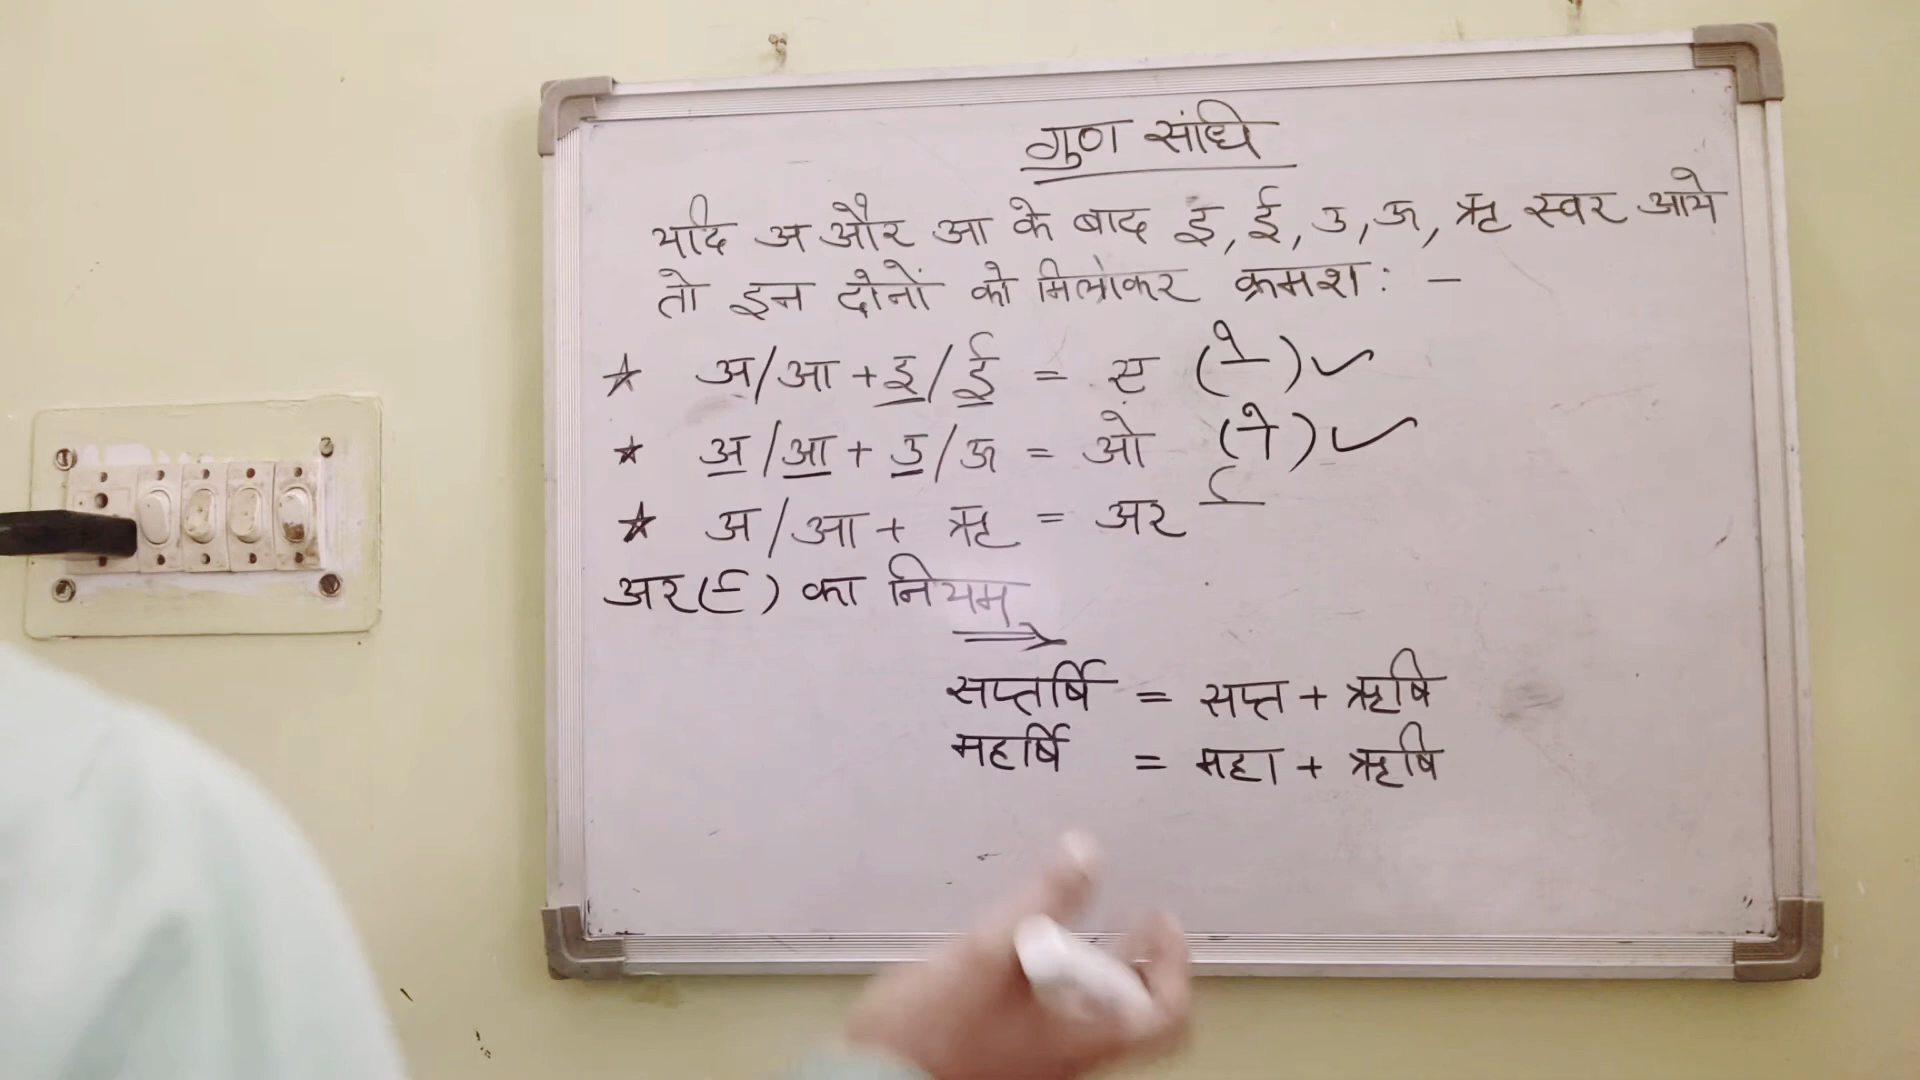 गुण संधि
यदि अ और आ के बाद इ, ई, उ, ऊ, ऋ स्वर आये
तो इन दोनों को मिलाकर क्रमश: –
☆ अ/आ + इ/ई = ए (े) ✓
☆ अ/आ + उ/ऊ = ओ (ो) ✓
☆ अ/आ + ऋ = अर र्
अर(र्) का नियम
सप्तर्षि = सप्त + ऋषि
महर्षि = महा + ऋषि